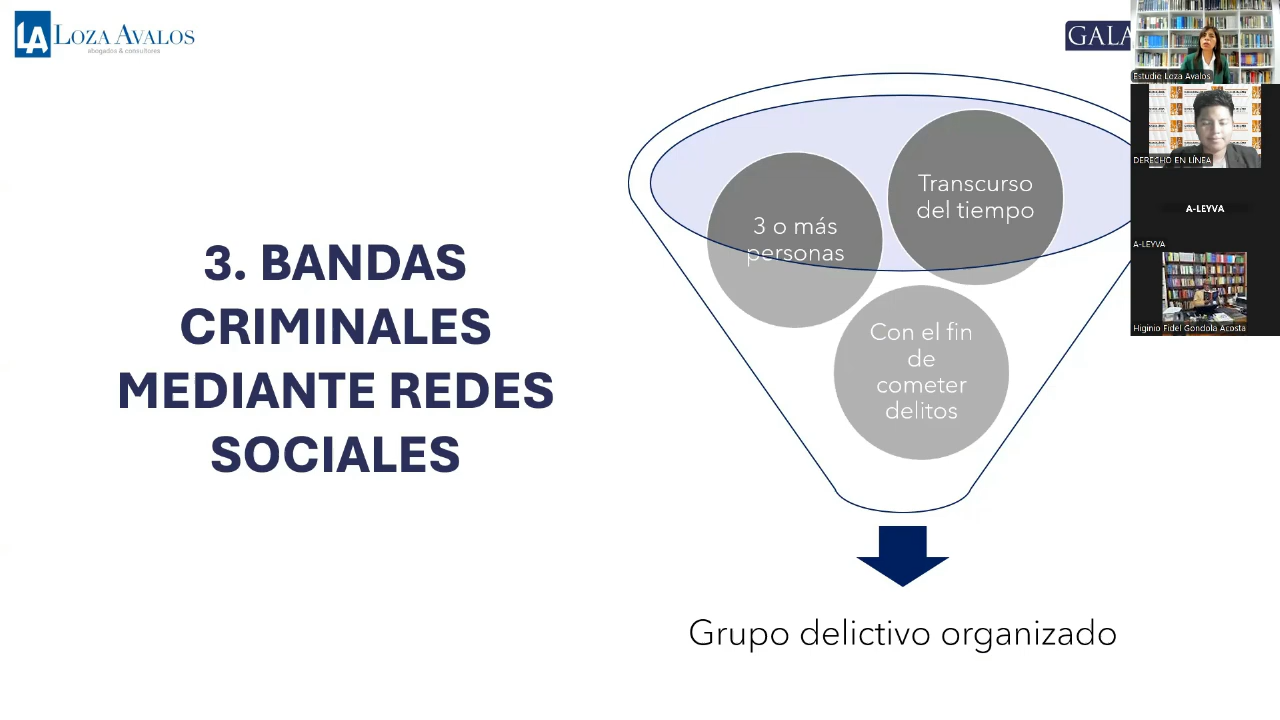 LA LOZA AVALOS
abogados & consultores
GALA
3. BANDAS
CRIMINALES
MEDIANTE REDES
SOCIALES
3 o más
personas
Transcurso
del tiempo
Con el fin
de
cometer
delitos
Grupo delictivo organizado
Estudio Loza Avalos
DERECHO EN LÍNEA
A-LEYVA
A-LEYVA
Higinio Fidel Gondola Acosta